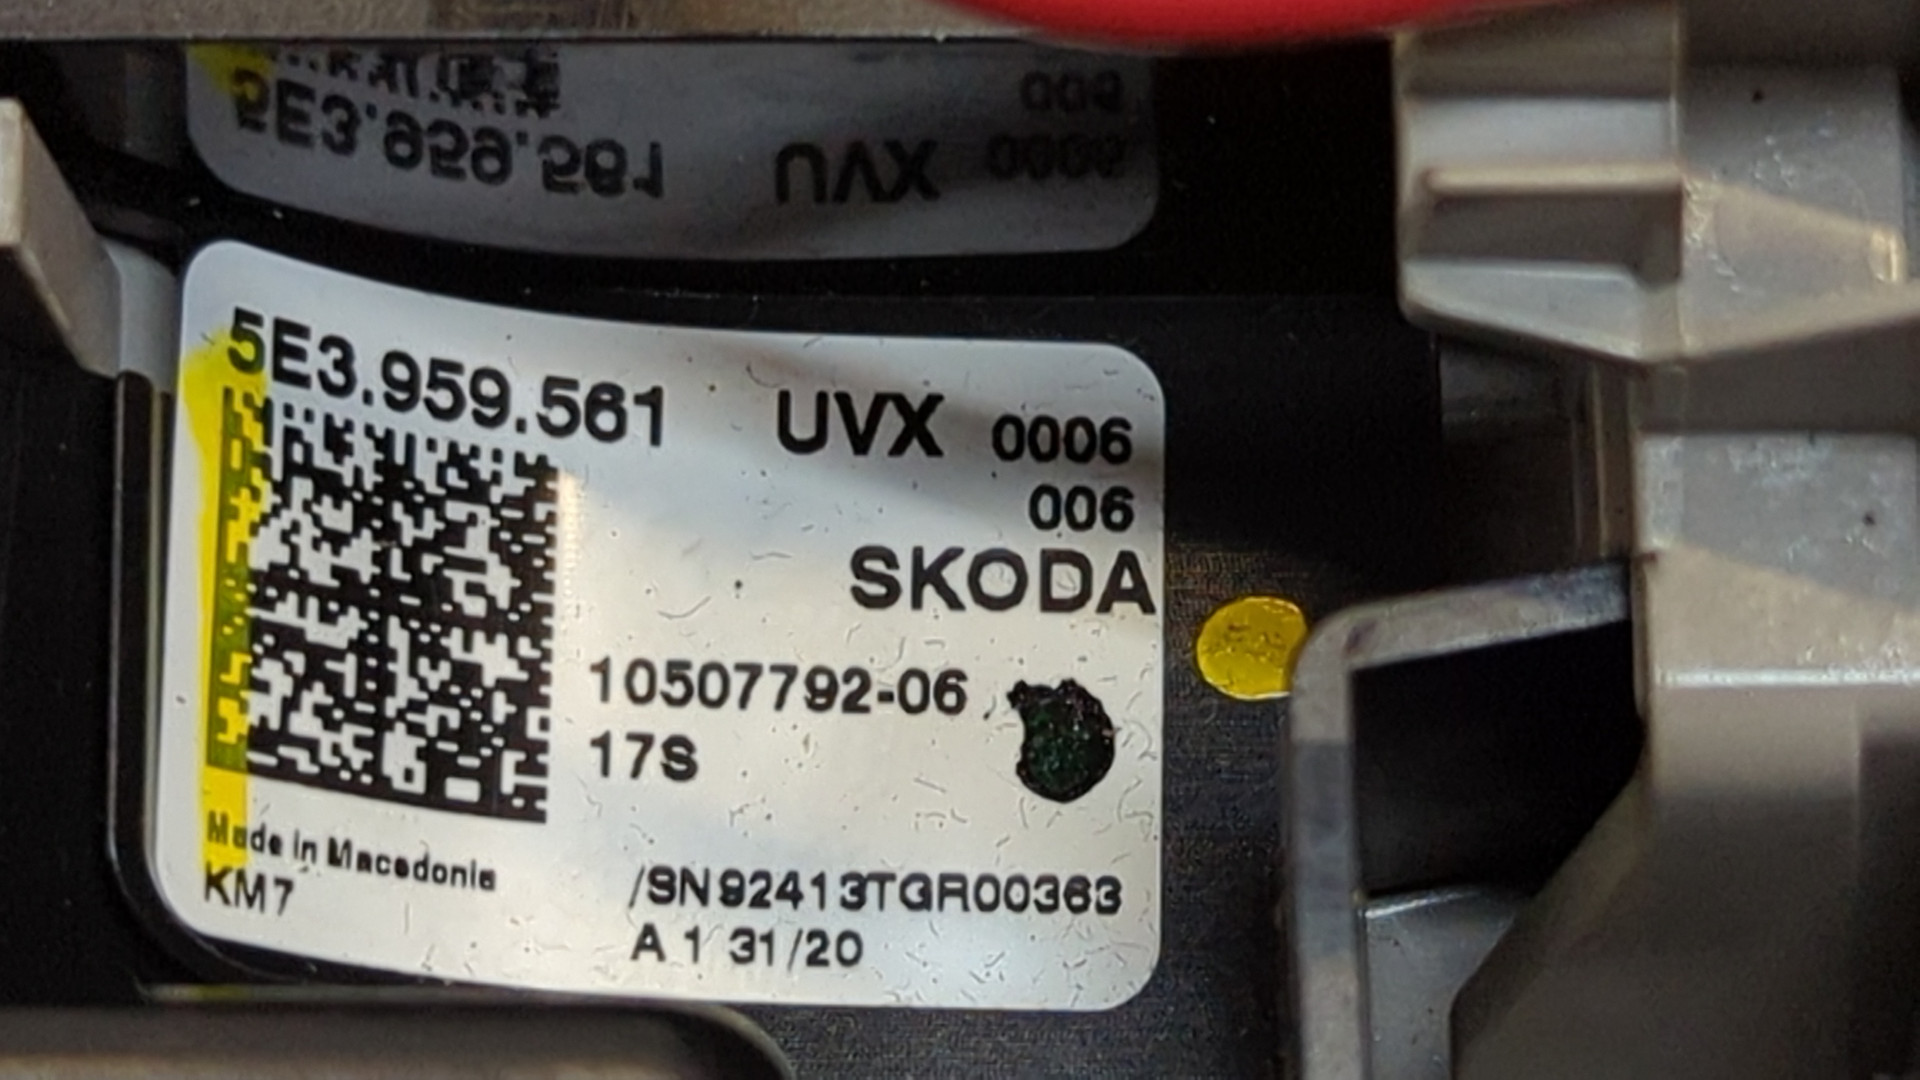 5E3.959.561 UVX 0006
006
SKODA
10507792-06
17S
Made in Macedonia
KM7
/SN92413TGR00363
A 1 31/20